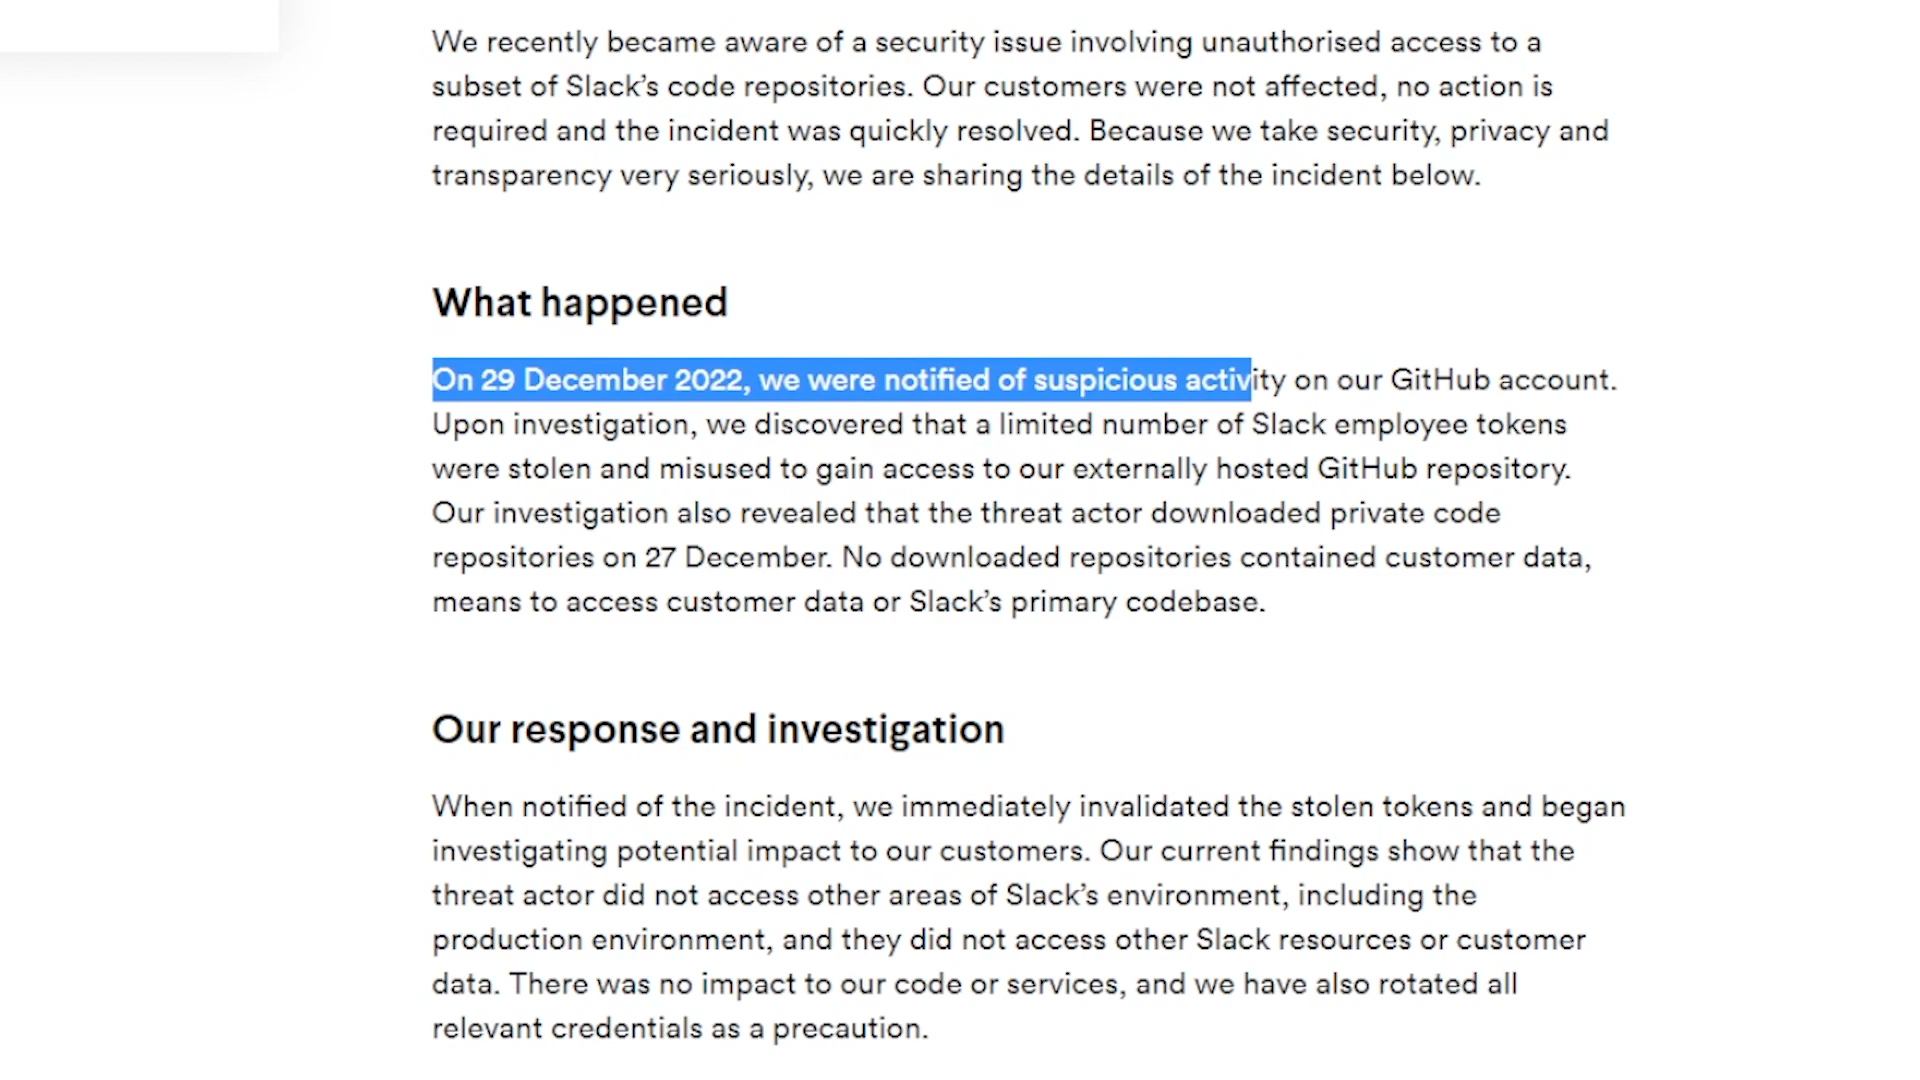 We recently became aware of a security issue involving unauthorised access to a
subset of Slack’s code repositories. Our customers were not affected, no action is
required and the incident was quickly resolved. Because we take security, privacy and
transparency very seriously, we are sharing the details of the incident below.
What happened
On 29 December 2022, we were notified of suspicious activity on our GitHub account.
Upon investigation, we discovered that a limited number of Slack employee tokens
were stolen and misused to gain access to our externally hosted GitHub repository.
Our investigation also revealed that the threat actor downloaded private code
repositories on 27 December. No downloaded repositories contained customer data,
means to access customer data or Slack’s primary codebase.
Our response and investigation
When notified of the incident, we immediately invalidated the stolen tokens and began
investigating potential impact to our customers. Our current findings show that the
threat actor did not access other areas of Slack’s environment, including the
production environment, and they did not access other Slack resources or customer
data. There was no impact to our code or services, and we have also rotated all
relevant credentials as a precaution.